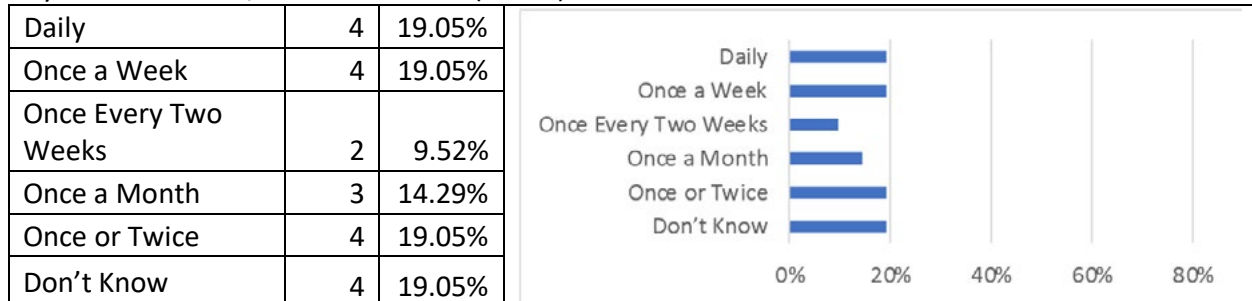 Daily 4 19.05%
Once a Week 4 19.05%
Once Every Two
Weeks 2 9.52%
Once a Month 3 14.29%
Once or Twice 4 19.05%
Don't Know 4 19.05%
Daily
Once a Week
Once Every Two Weeks
Once a Month
Once or Twice
Don't Know
0% 20% 40% 60% 80%